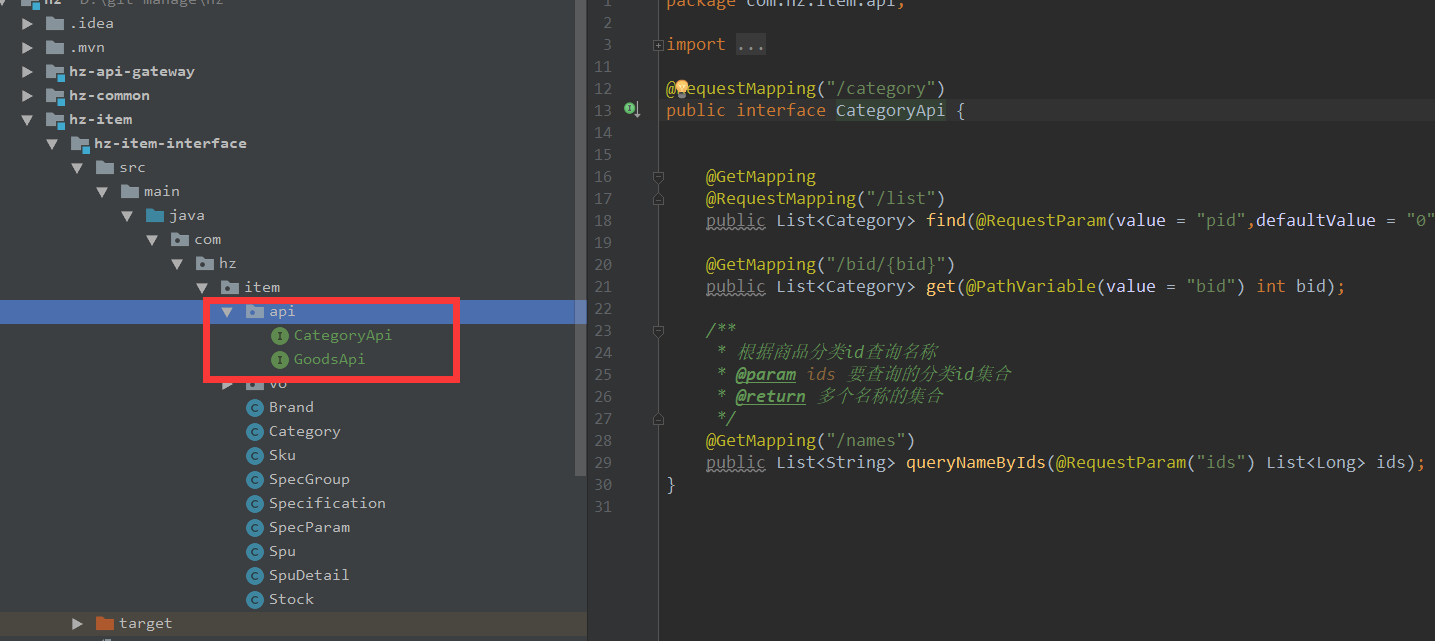 hz D:\git-manage\hz
.idea
.mvn
hz-api-gateway
hz-common
hz-item
hz-item-interface
src
main
java
com
hz
item
api
CategoryApi
GoodsApi
vo
Brand
Category
Sku
SpecGroup
Specification
SpecParam
Spu
SpuDetail
Stock
target
1 package com.hz.item.api;
2
3 import ...
11
12 @RequestMapping("/category")
13 public interface CategoryApi {
14
15
16 @GetMapping
17 @RequestMapping("/list")
18 public List<Category> find(@RequestParam(value = "pid",defaultValue = "0"
19
20 @GetMapping("/bid/{bid}")
21 public List<Category> get(@PathVariable(value = "bid") int bid);
22
23 /**
24 * 根据商品分类id查询名称
25 * @param ids 要查询的分类id集合
26 * @return 多个名称的集合
27 */
28 @GetMapping("/names")
29 public List<String> queryNameByIds(@RequestParam("ids") List<Long> ids);
30 }
31